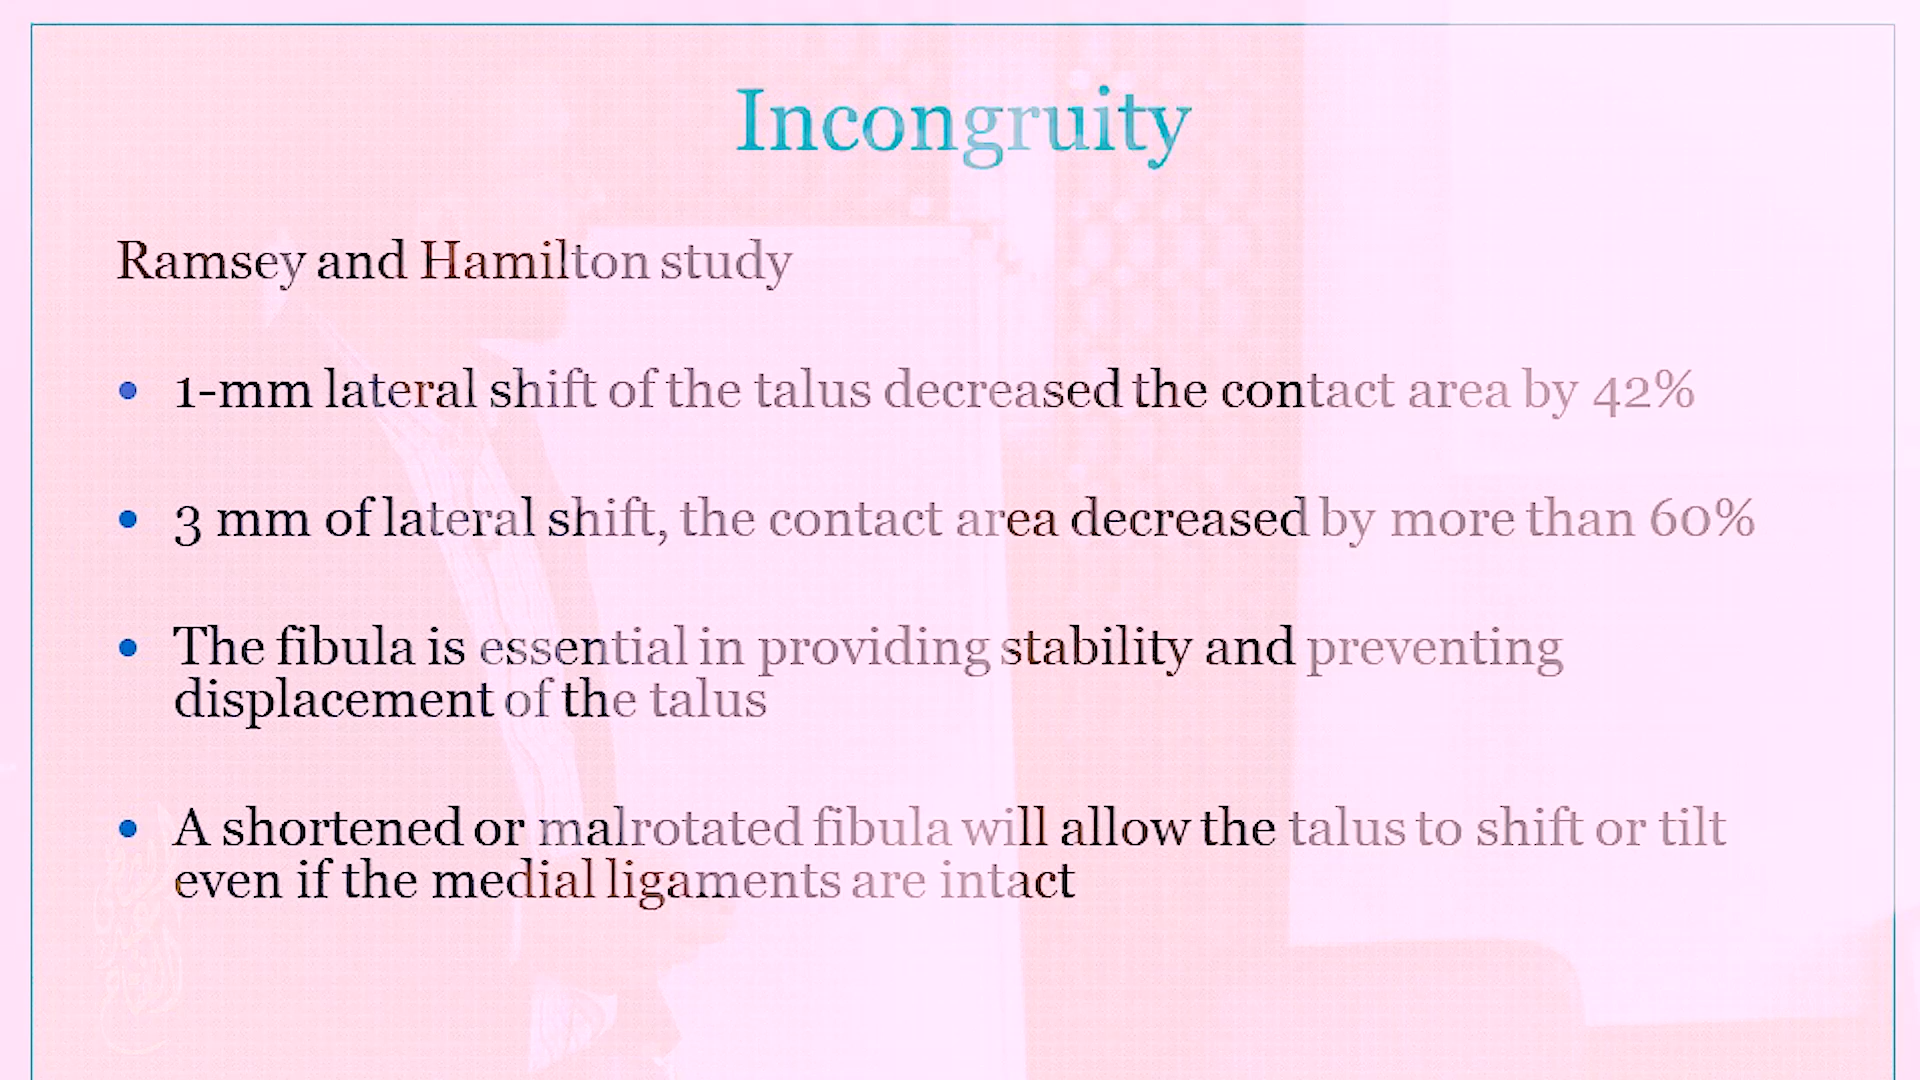 Incongruity
Ramsey and Hamilton study
• 1-mm lateral shift of the talus decreased the contact area by 42%
• 3 mm of lateral shift, the contact area decreased by more than 60%
• The fibula is essential in providing stability and preventing
displacement of the talus
• A shortened or malrotated fibula will allow the talus to shift or tilt
even if the medial ligaments are intact